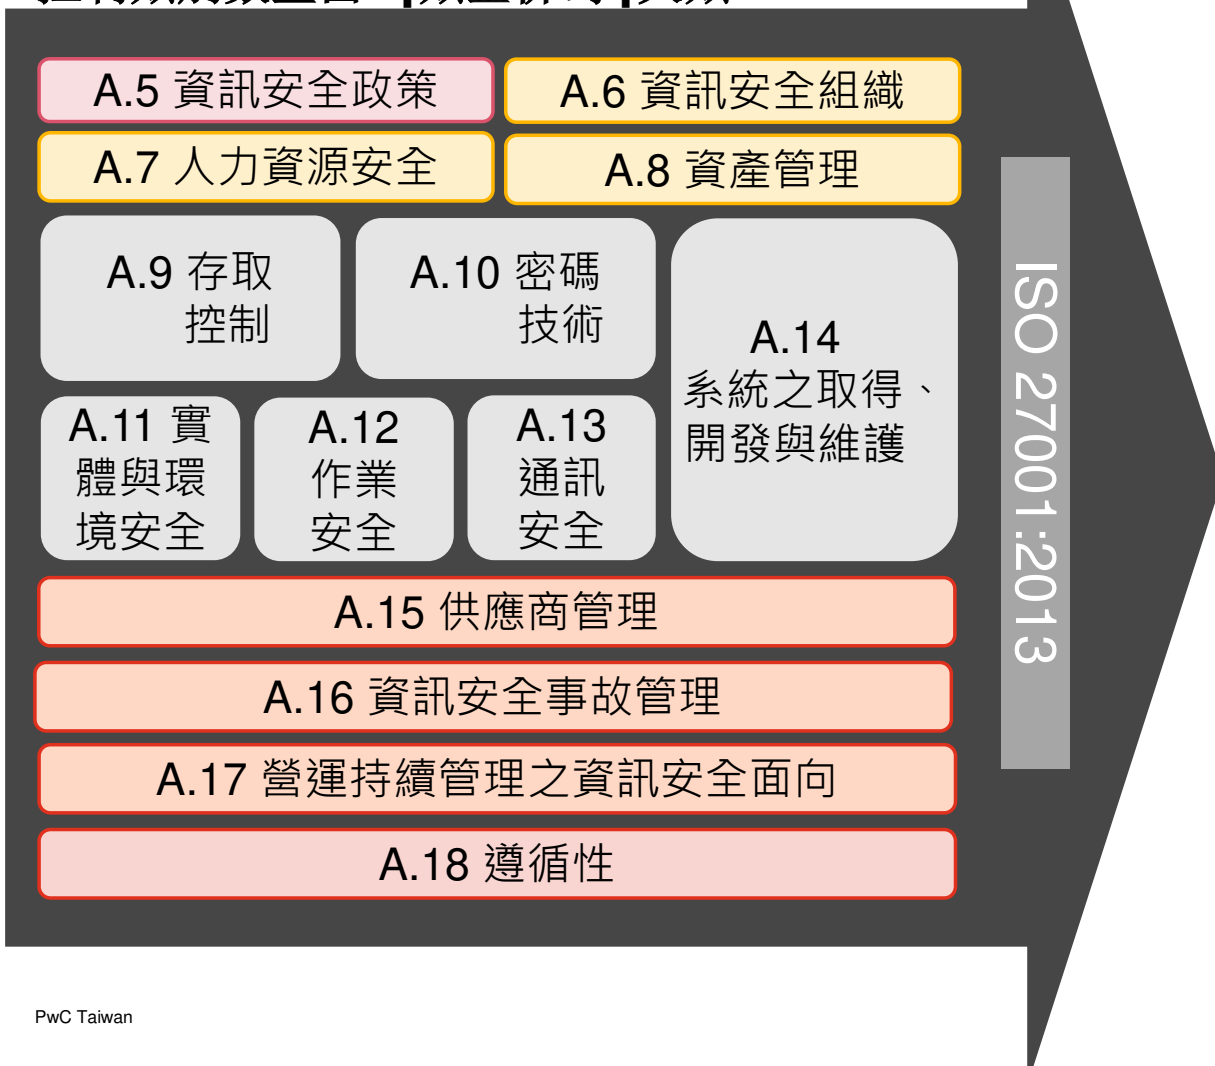 A.5 資訊安全政策
A.6 資訊安全組織
A.7 人力資源安全
A.8 資產管理
A.9 存取
控制
A.10 密碼
技術
A.14
系統之取得、
開發與維護
A.11 實
體與環
境安全
A.12
作業
安全
A.13
通訊
安全
A.15 供應商管理
A.16 資訊安全事故管理
A.17 營運持續管理之資訊安全面向
A.18 遵循性
ISO 27001:2013
PwC Taiwan